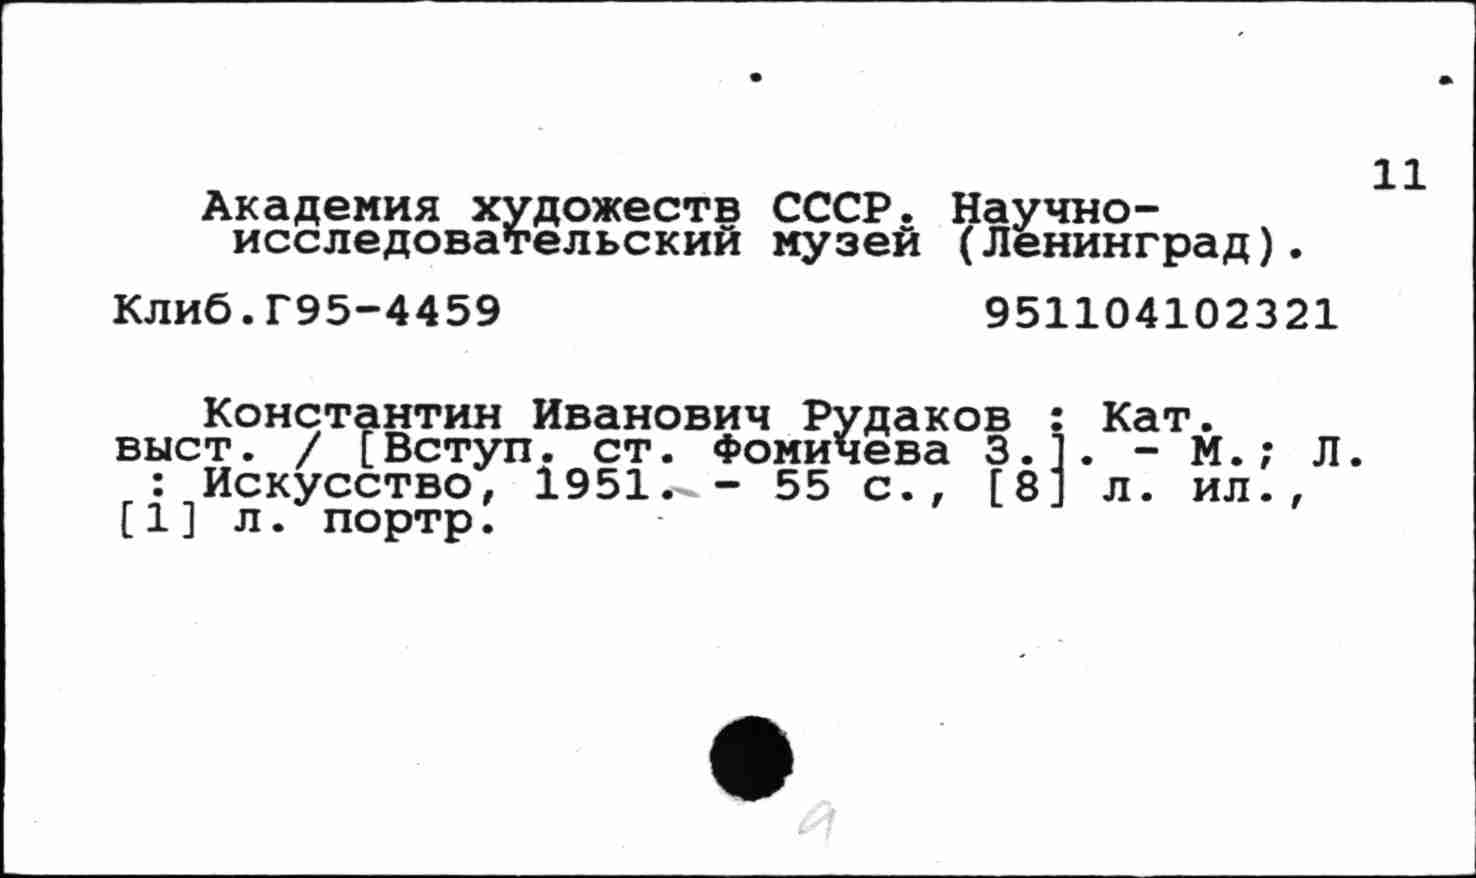 11
Академия художеств СССР. Научно-
исследовательский музей (Ленинград).
Клиб.Г95-4459 951104102321
Константин Иванович Рудаков : Кат.
выст. / [Вступ. ст. Фомичева З.]. - М.; Л.
: Искусство, 1951. - 55 с., [8] л. ил.,
[1] л. портр.